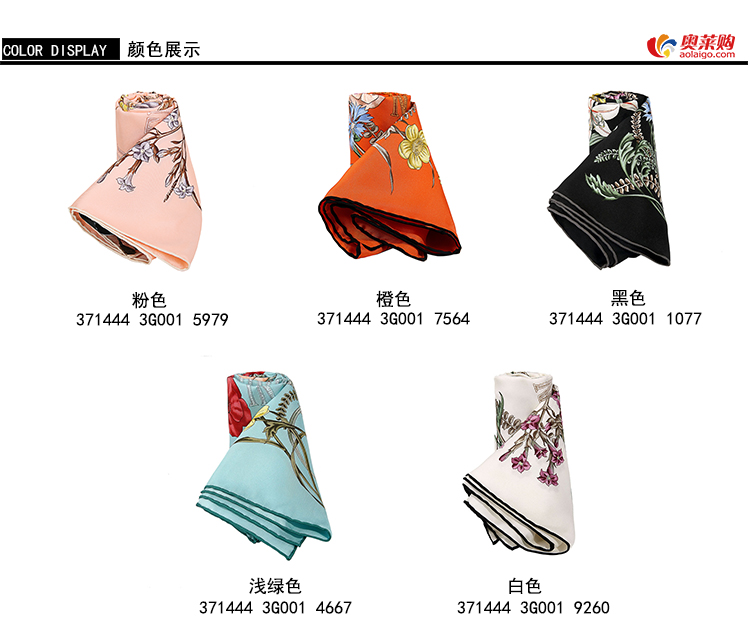 COLOR DISPLAY 颜色展示
奥莱购
aolaigo.com
粉色
371444 3G001 5979
橙色
371444 3G001 7564
黑色
371444 3G001 1077
浅绿色
371444 3G001 4667
白色
371444 3G001 9260